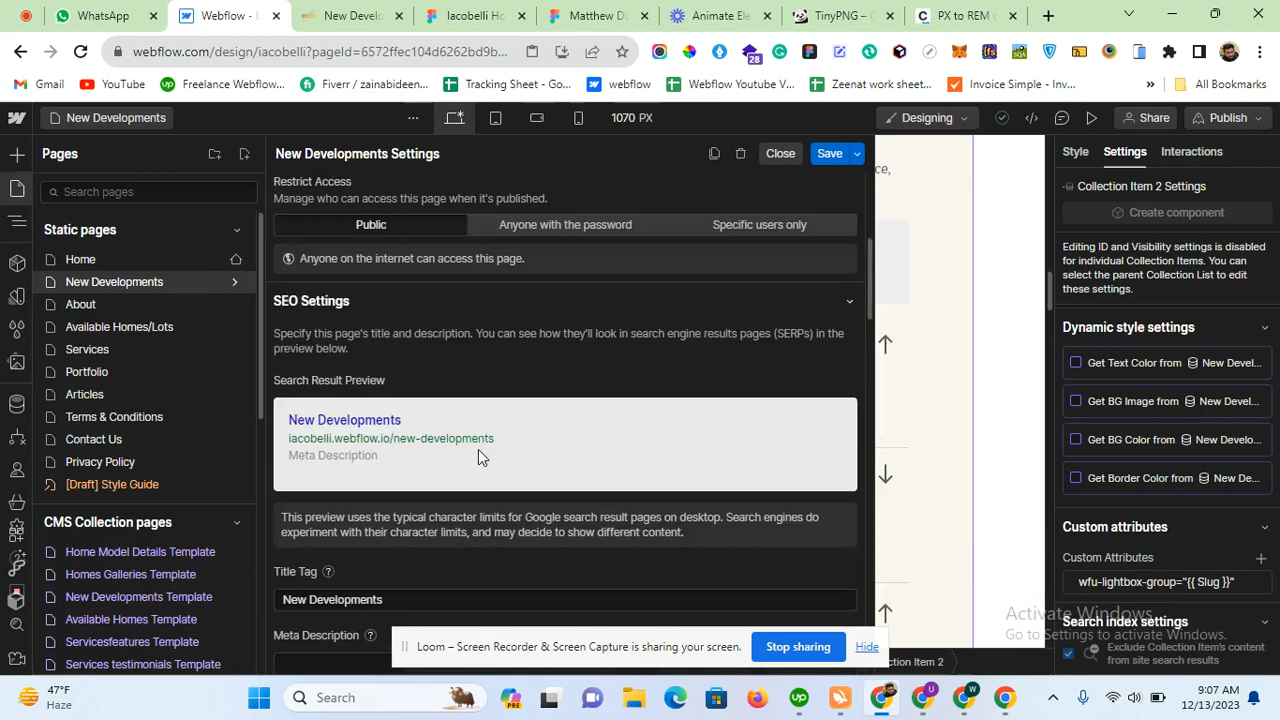 WhatsApp
Webflow - I
New Develo
Iacobelli Ho
Matthew Du
Animate Ele
TinyPNG – C
PX to REM c
webflow.com/design/iacobelli?pageId=6572ffec104d6262bd9b...
28
Gmail
YouTube
Freelance Webflow...
Fiverr / zainabideen...
Tracking Sheet - Go...
webflow
Webflow Youtube V...
Zeenat work sheet...
Invoice Simple - In...
»
All Bookmarks
New Developments
...
1070 PX
Designing
Share
Publish
Pages
New Developments Settings
Close
Save
Style
Settings
Interactions
Search pages
Restrict Access
Manage who can access this page when it's published.
Public
Anyone with the password
Specific users only
Anyone on the internet can access this page.
Static pages
Home
New Developments
About
Available Homes/Lots
Services
Portfolio
Articles
Terms & Conditions
Contact Us
Privacy Policy
[Draft] Style Guide
CMS Collection pages
Home Model Details Template
Homes Galleries Template
New Developments Template
Available Homes Template
Servicesfeatures Template
Services testimonials Template
SEO Settings
Specify this page's title and description. You can see how they'll look in search engine results pages (SERPs) in the
preview below.
Search Result Preview
New Developments
iacobelli.webflow.io/new-developments
Meta Description
This preview uses the typical character limits for Google search result pages on desktop. Search engines do
experiment with their character limits, and may decide to show different content.
Title Tag
New Developments
Meta Description
ce,
Collection Item 2 Settings
Create component
Editing ID and Visibility settings is disabled
for individual Collection Items. You can
select the parent Collection List to edit
these settings.
Dynamic style settings
Get Text Color from New Devel...
Get BG Image from New Devel...
Get BG Color from New Develo...
Get Border Color from New De...
Custom attributes
Custom Attributes
wfu-lightbox-group="{{ Slug }}"
Activate Windows
Go to Settings to activate Windows.
Search index settings
Exclude Collection Item's content
from site search results
ction Item 2
Loom – Screen Recorder & Screen Capture is sharing your screen.
Stop sharing
Hide
47°F
Haze
Search
9:07 AM
12/13/2023